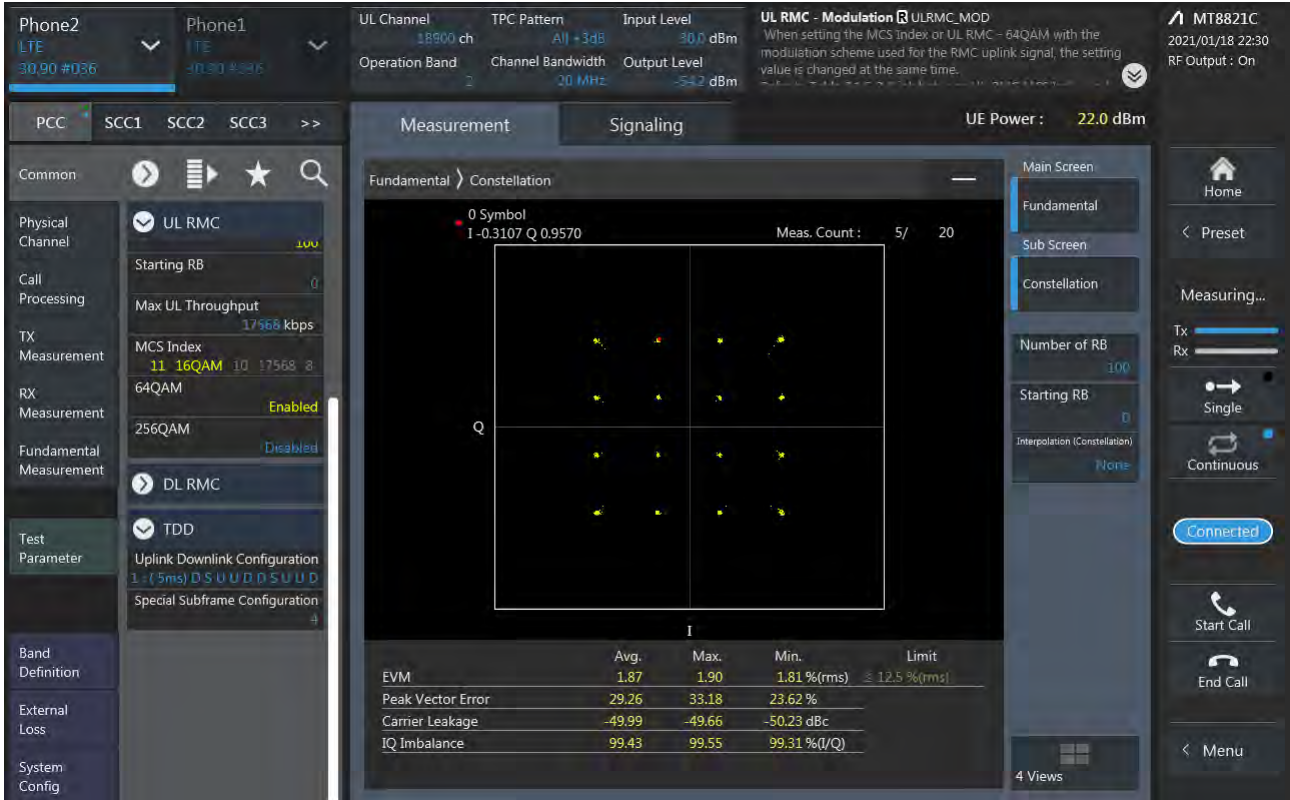 Phone2
LTE
30.90 #036
Phone1
LTE
30.90 #036
UL Channel
18900 ch
Operation Band
2
TPC Pattern
All +3dB
Channel Bandwidth
20 MHz
Input Level
30.0 dBm
Output Level
-54.2 dBm
UL RMC - Modulation R ULRMC_MOD
When setting the MCS Index or UL RMC - 64QAM with the
modulation scheme used for the RMC uplink signal, the setting
value is changed at the same time.
MT8821C
2021/01/18 22:30
RF Output : On
PCC SCC1 SCC2 SCC3 >>
Measurement
Signaling
UE Power : 22.0 dBm
Common
Physical
Channel
Call
Processing
TX
Measurement
RX
Measurement
Fundamental
Measurement
Test
Parameter
Band
Definition
External
Loss
System
Config
UL RMC
100
Starting RB
0
Max UL Throughput
17568 kbps
MCS Index
11 16QAM 10 17568 8
64QAM
Enabled
256QAM
Disabled
DL RMC
TDD
Uplink Downlink Configuration
1 : ( 5ms) D S U U D D S U U D
Special Subframe Configuration
4
Fundamental 〉 Constellation
0 Symbol
I -0.3107 Q 0.9570
Meas. Count : 5/ 20
Q
I
Avg. Max. Min. Limit
EVM 1.87 1.90 1.81 %(rms) ≤ 12.5 %(rms)
Peak Vector Error 29.26 33.18 23.62 %
Carrier Leakage -49.99 -49.66 -50.23 dBc
IQ Imbalance 99.43 99.55 99.31 %(I/Q)
Main Screen
Fundamental
Sub Screen
Constellation
Number of RB
100
Starting RB
0
Interpolation (Constellation)
None
4 Views
Home
< Preset
Measuring...
Tx
Rx
Single
Continuous
Connected
Start Call
End Call
< Menu